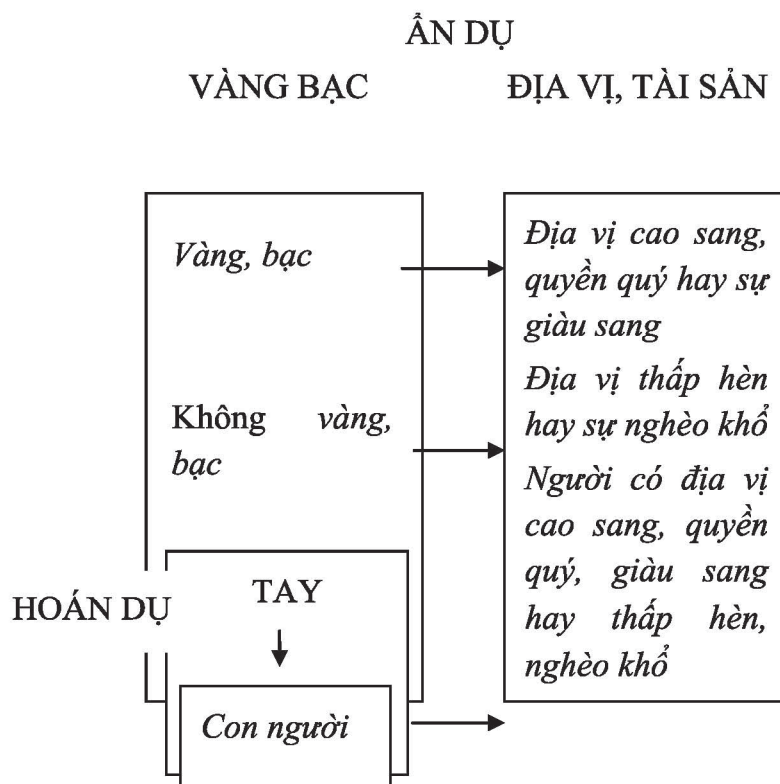 ẨN DỤ
VÀNG BẠC
ĐỊA VỊ, TÀI SẢN
Vàng, bạc
Địa vị cao sang,
quyền quý hay sự
giàu sang
Không vàng,
bạc
Địa vị thấp hèn
hay sự nghèo khổ
Người có địa vị
cao sang, quyền
quý, giàu sang
hay thấp hèn,
nghèo khổ
HOÁN DỤ
TAY
Con người